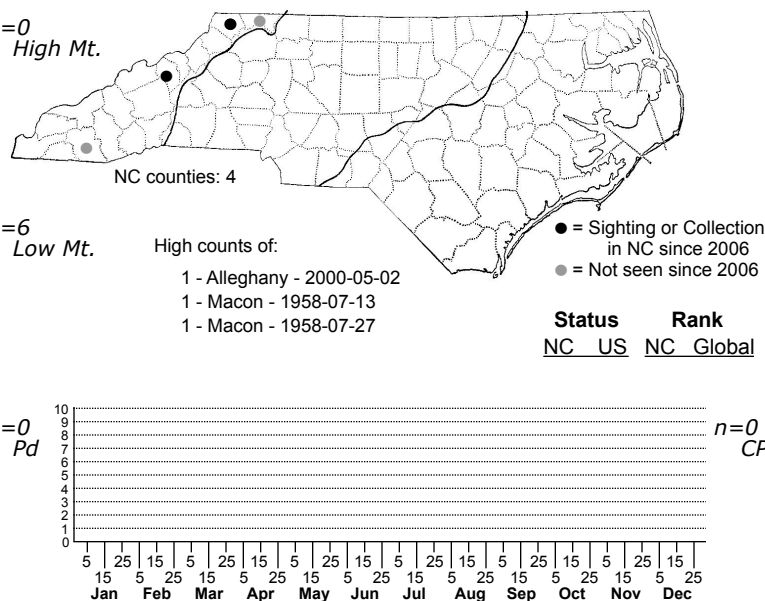 =0
High Mt.
NC counties: 4
=6
Low Mt.
High counts of:
1 - Alleghany - 2000-05-02
1 - Macon - 1958-07-13
1 - Macon - 1958-07-27
= Sighting or Collection
in NC since 2006
= Not seen since 2006
Status Rank
NC US NC Global
=0
Pd
n=0
CP
10
9
8
7
6
5
4
3
2
1
0
5 25 15 5 25 15 5 25 15 5 25 15 5 25 15 5 25 15
15 5 25 15 5 25 15 5 25 15 5 25 15 5 25 15 5 25
Jan Feb Mar Apr May Jun Jul Aug Sep Oct Nov Dec